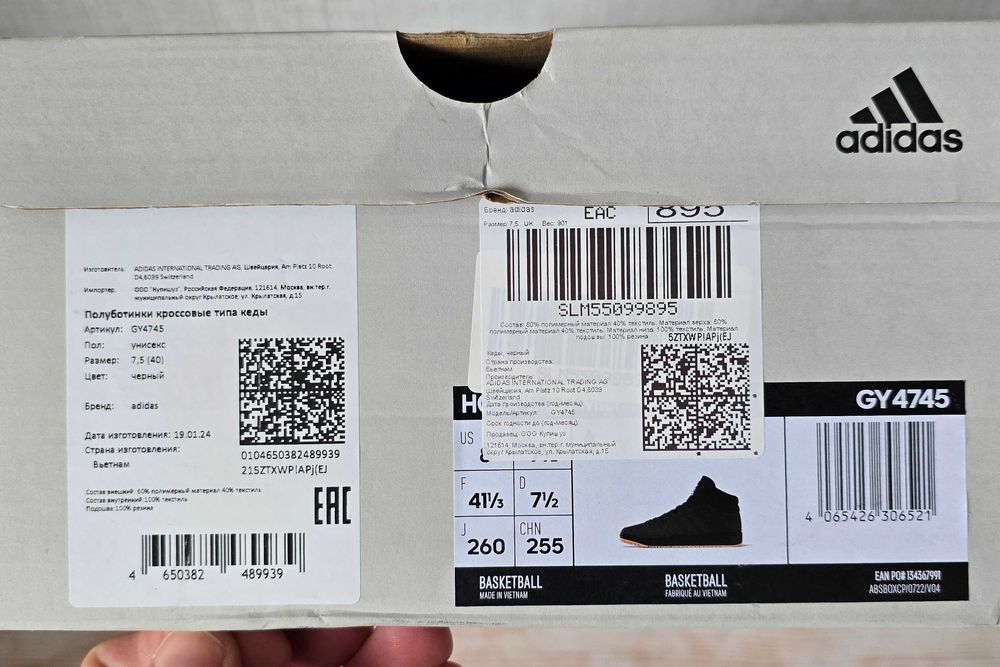 adidas
Изготовитель: ADIDAS INTERNATIONAL TRADING AG, Швейцария, Am Platz 10 Root
D4,6039 Switzerland
Импортер: ООО "Купишуз", Российская Федерация, 121614, Москва, вн.тер.г.
муниципальный округ Крылатское, ул. Крылатская, д.15
Полуботинки кроссовые типа кеды
Артикул: GY4745
Пол: унисекс
Размер: 7,5 (40)
Цвет: черный
Бренд: adidas
Дата изготовления: 19.01.24
Страна изготовления:
Вьетнам
0104650382489939
215ZTXWP!APj(EJ
Состав внешний: 60% полимерный материал 40% текстиль
Состав внутренний:100% текстиль
Подошва:100% резина
EAC
4 650382 489939
Бренд: adidas
EAC
895
Размер:7,5 UK Вес: 901
SLM55099895
Состав: 60% полимерный материал 40% текстиль. Материал верха: 60%
полимерный материал 40% текстиль. Материал низа: 100% текстиль. Материал
подошвы: 100% резина
5ZTXWP!APj(EJ
Кеды, черный
Страна производства:
Вьетнам
Производитель:
ADIDAS INTERNATIONAL TRADING AG
Швейцария, Am Platz 10 Root D4,6039
Switzerland
Дата производства (год-месяц):
Модель/Артикул: GY4745
Срок годности до (год-месяц):
Продавец: ООО Купишуз
121614, Москва, вн.тер.г. муниципальный
округ Крылатское, ул. Крылатская, д.15
GY4745
US
F 41⅓
D 7½
J 260
CHN 255
4 065426 306521
BASKETBALL
MADE IN VIETNAM
BASKETBALL
FABRIQUÉ AU VIETNAM
EAN PO# 134367991
ABSBOXCP/0722/V04